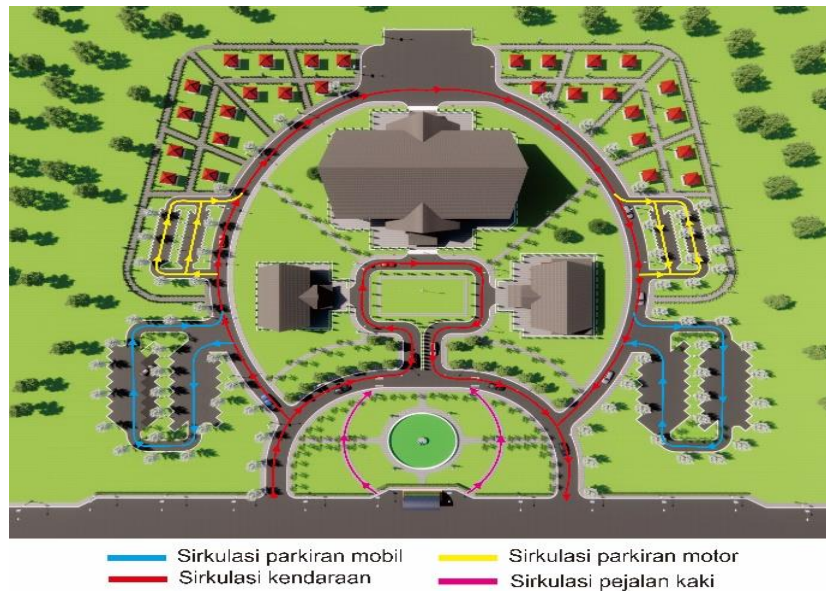 Sirkulasi parkiran mobil
Sirkulasi parkiran motor
Sirkulasi kendaraan
Sirkulasi pejalan kaki